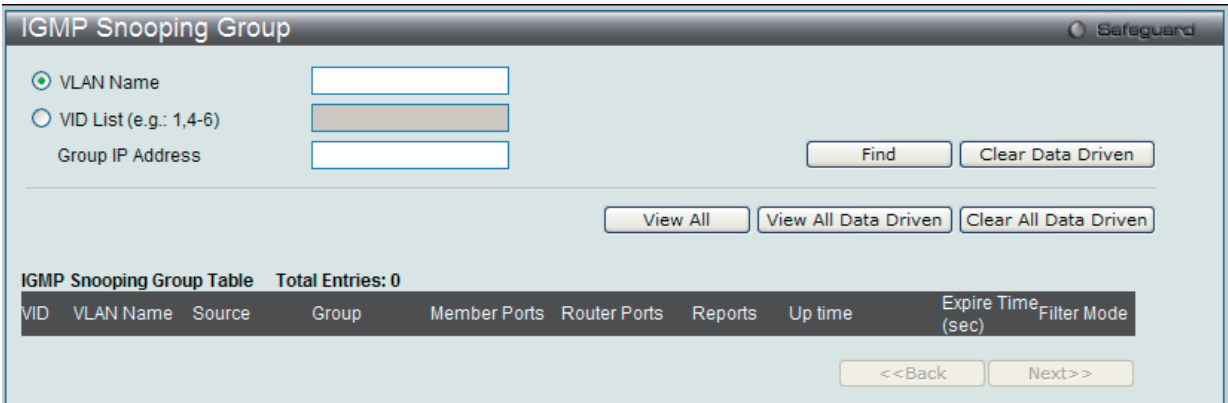 IGMP Snooping Group Safeguard
VLAN Name
VID List (e.g.: 1,4-6)
Group IP Address Find Clear Data Driven
View All View All Data Driven Clear All Data Driven
IGMP Snooping Group Table Total Entries: 0
VID VLAN Name Source Group Member Ports Router Ports Reports Up time Expire Time (sec) Filter Mode
<<Back Next>>